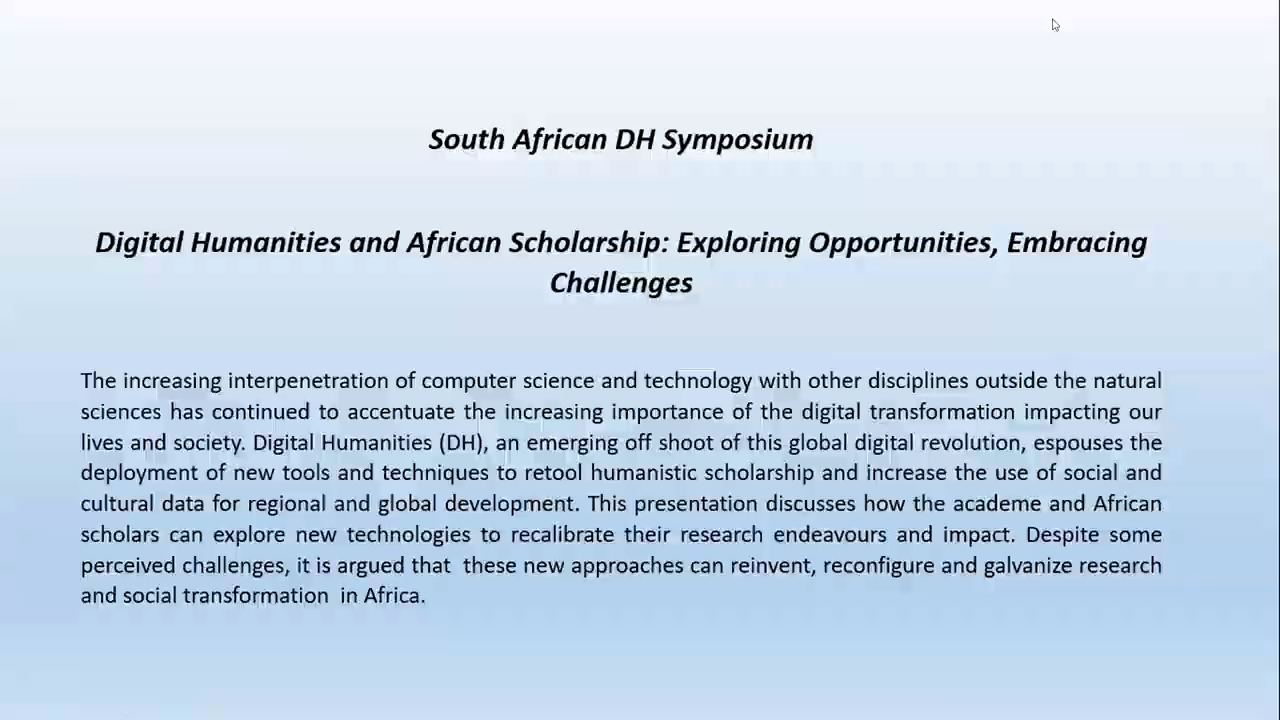 South African DH Symposium
Digital Humanities and African Scholarship: Exploring Opportunities, Embracing
Challenges
The increasing interpenetration of computer science and technology with other disciplines outside the natural
sciences has continued to accentuate the increasing importance of the digital transformation impacting our
lives and society. Digital Humanities (DH), an emerging off shoot of this global digital revolution, espouses the
deployment of new tools and techniques to retool humanistic scholarship and increase the use of social and
cultural data for regional and global development. This presentation discusses how the academe and African
scholars can explore new technologies to recalibrate their research endeavours and impact. Despite some
perceived challenges, it is argued that  these new approaches can reinvent, reconfigure and galvanize research
and social transformation  in Africa.